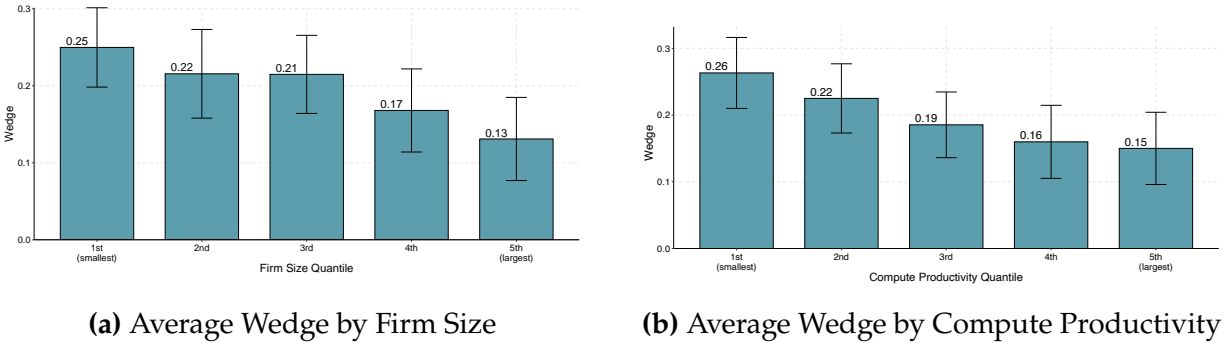 0.3
0.2
0.1
0.0
Wedge
0.25
0.22
0.21
0.17
0.13
1st
(smallest)
2nd
3rd
4th
5th
(largest)
Firm Size Quantile
(a) Average Wedge by Firm Size
0.3
0.2
0.1
0.0
Wedge
0.26
0.22
0.19
0.16
0.15
1st
(smallest)
2nd
3rd
4th
5th
(largest)
Compute Productivity Quantile
(b) Average Wedge by Compute Productivity